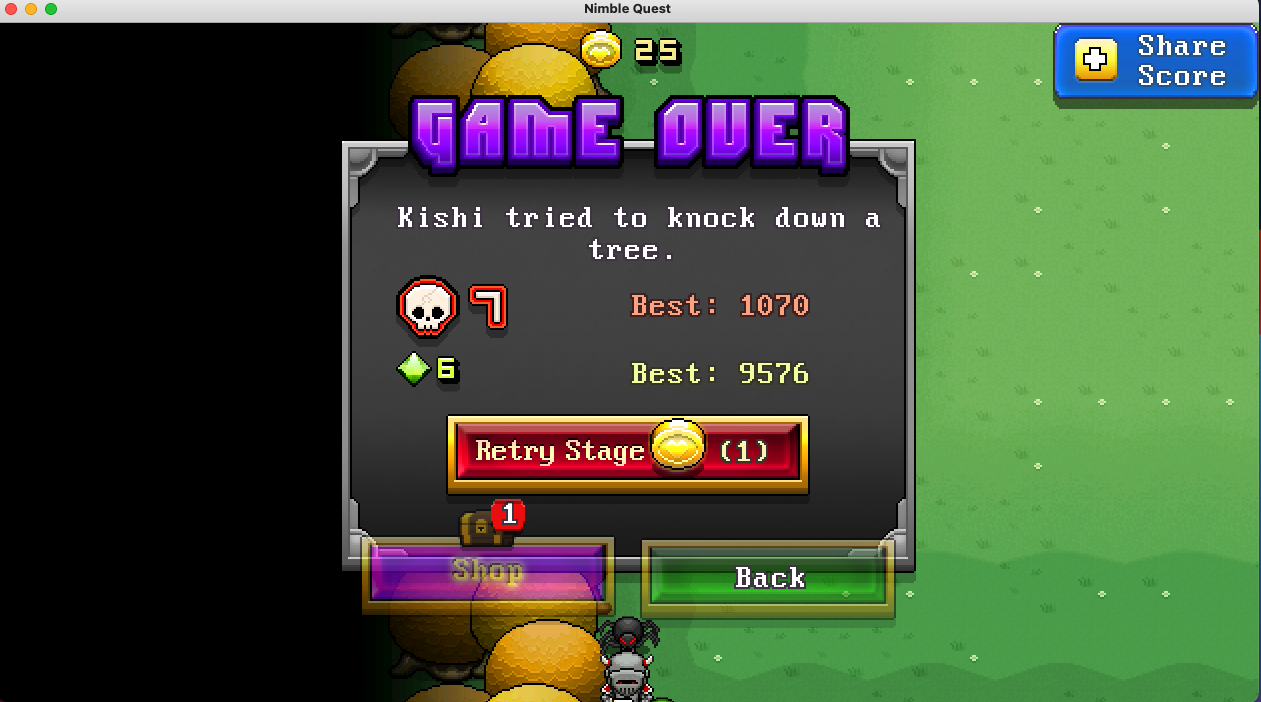 Nimble Quest
25
Share
Score
GAME OVER
Kishi tried to knock down a
tree.
7 Best: 1070
6 Best: 9576
Retry Stage (1)
1
Shop
Back